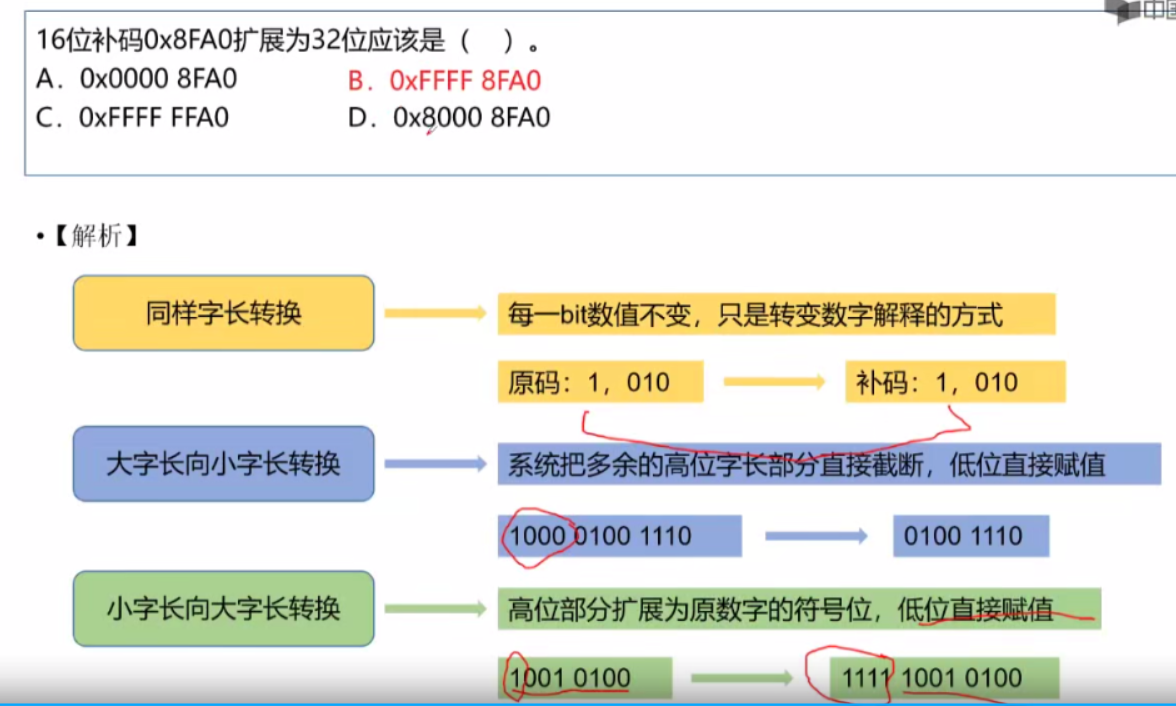 中国
16位补码0x8FA0扩展为32位应该是（ ）。
A．0x0000 8FA0 B．0xFFFF 8FA0
C．0xFFFF FFA0 D．0x8000 8FA0
•【解析】
同样字长转换
每一bit数值不变，只是转变数字解释的方式
原码：1，010 补码：1，010
大字长向小字长转换
系统把多余的高位字长部分直接截断，低位直接赋值
1000 0100 1110 0100 1110
小字长向大字长转换
高位部分扩展为原数字的符号位，低位直接赋值
1001 0100 1111 1001 0100